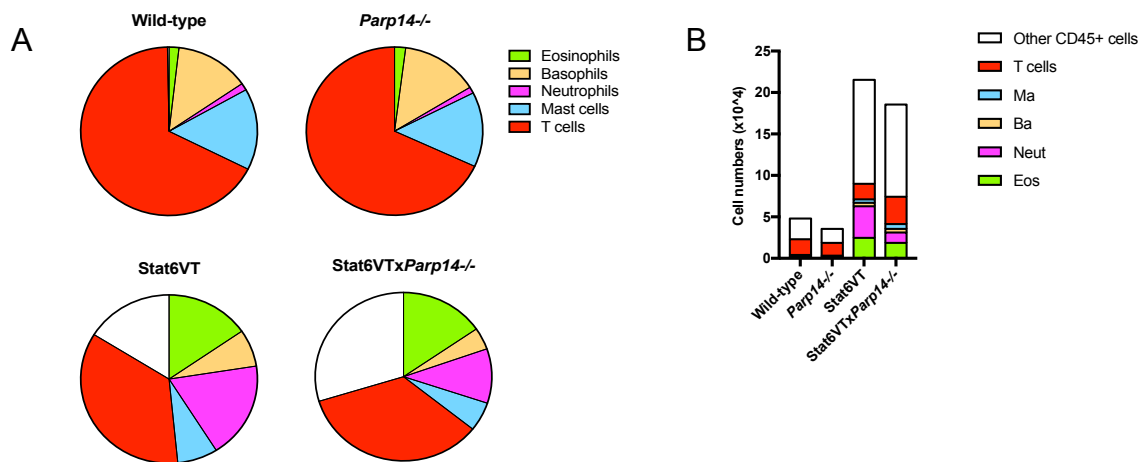 A
Wild-type
Parp14-/-
Eosinophils
Basophils
Neutrophils
Mast cells
T cells
Stat6VT
Stat6VTxParp14-/-
B
25
20
15
10
5
0
Cell numbers (x10^4)
Wild-type
Parp14-/-
Stat6VT
Stat6VTxParp14-/-
Other CD45+ cells
T cells
Ma
Ba
Neut
Eos